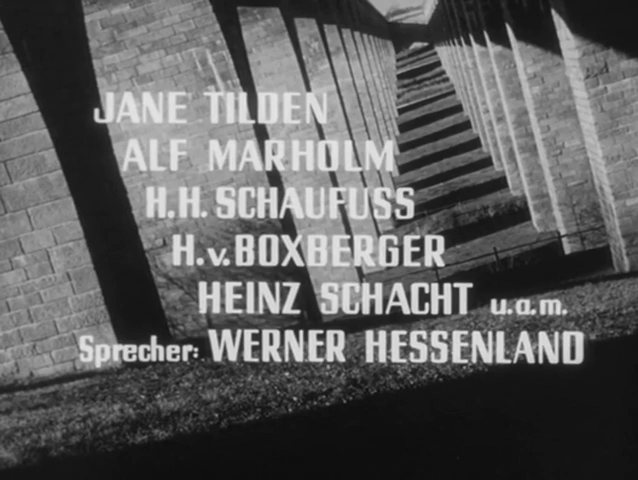 JANE TILDEN
ALF MARHOLM
H.H. SCHAUFUSS
H.v. BOXBERGER
HEINZ SCHACHT u.a.m.
Sprecher: WERNER HESSENLAND